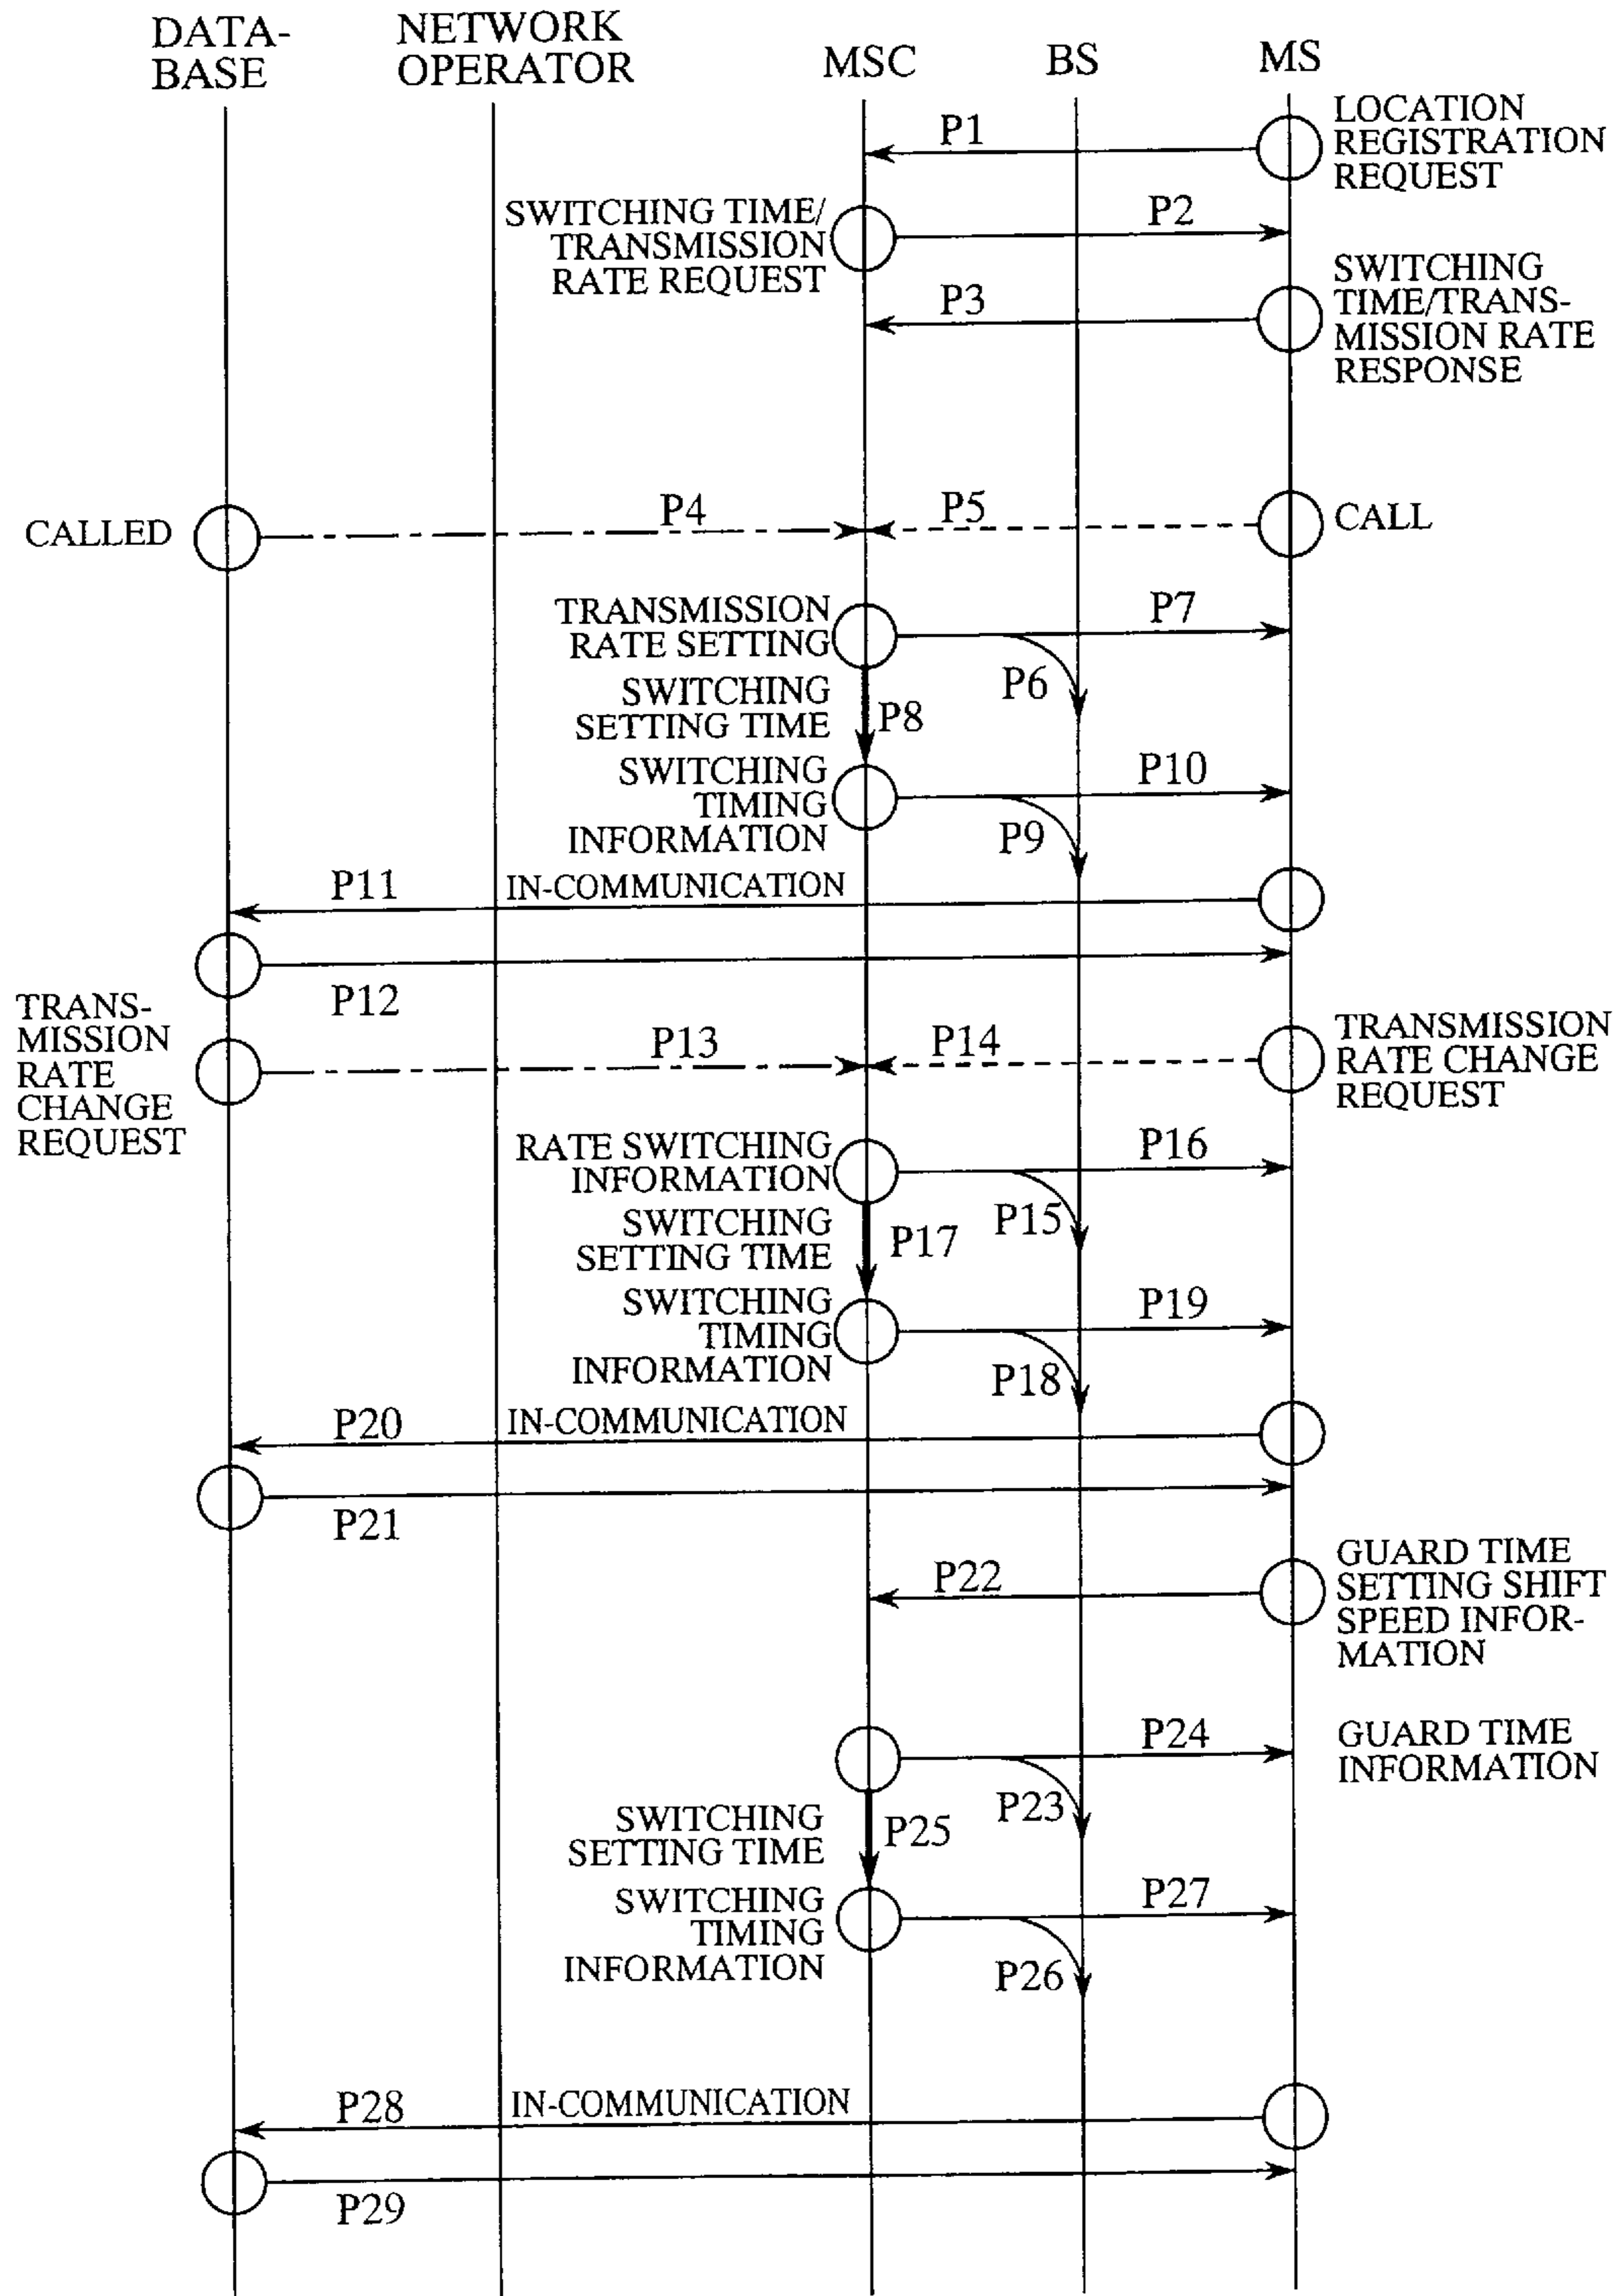 DATA-
BASE
NETWORK
OPERATOR
MSC
BS
MS
P1
LOCATION
REGISTRATION
REQUEST
SWITCHING TIME/
TRANSMISSION
RATE REQUEST
P2
P3
SWITCHING
TIME/TRANS-
MISSION RATE
RESPONSE
CALLED
P4
P5
CALL
TRANSMISSION
RATE SETTING
P7
P6
SWITCHING
SETTING TIME
P8
SWITCHING
TIMING
INFORMATION
P10
P9
P11
IN-COMMUNICATION
P12
TRANS-
MISSION
RATE
CHANGE
REQUEST
P13
P14
TRANSMISSION
RATE CHANGE
REQUEST
RATE SWITCHING
INFORMATION
P16
P15
SWITCHING
SETTING TIME
P17
SWITCHING
TIMING
INFORMATION
P19
P18
P20
IN-COMMUNICATION
P21
P22
GUARD TIME
SETTING SHIFT
SPEED INFOR-
MATION
P24
GUARD TIME
INFORMATION
P23
SWITCHING
SETTING TIME
P25
SWITCHING
TIMING
INFORMATION
P27
P26
P28
IN-COMMUNICATION
P29